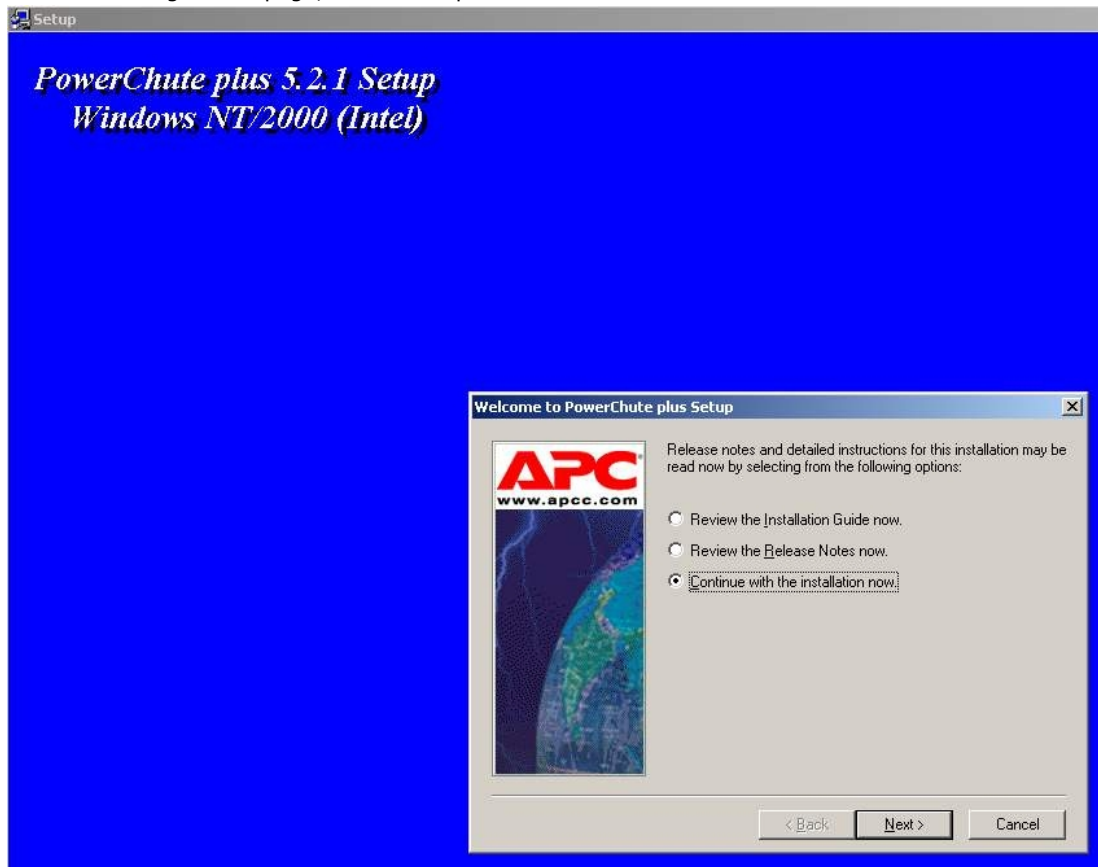 Setup
PowerChute plus 5.2.1 Setup
Windows NT/2000 (Intel)
Welcome to PowerChute plus Setup
APC
www.apcc.com
Release notes and detailed instructions for this installation may be
read now by selecting from the following options:
Review the Installation Guide now.
Review the Release Notes now.
Continue with the installation now.
< Back
Next >
Cancel